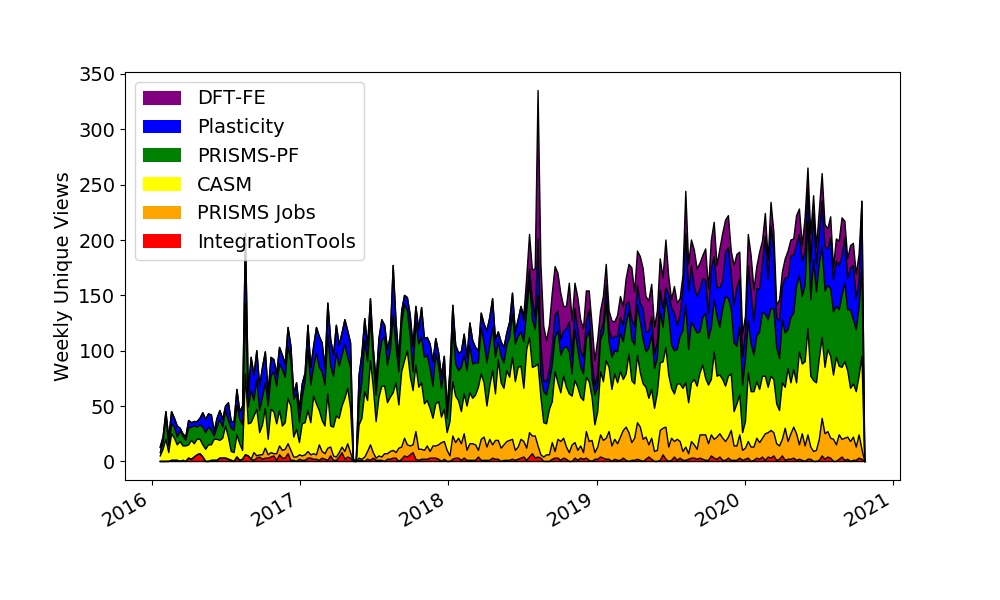 350
300
250
200
150
100
50
0
Weekly Unique Views
DFT-FE
Plasticity
PRISMS-PF
CASM
PRISMS Jobs
IntegrationTools
2016
2017
2018
2019
2020
2021